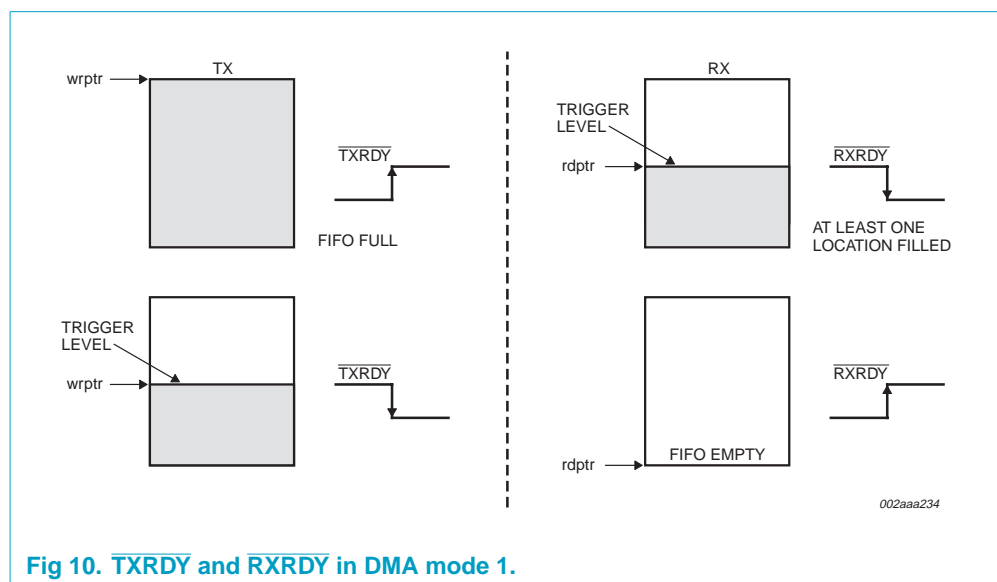 TX
wrptr
TXRDY
FIFO FULL
TRIGGER
LEVEL
wrptr
TXRDY
RX
TRIGGER
LEVEL
rdptr
RXRDY
AT LEAST ONE
LOCATION FILLED
RXRDY
FIFO EMPTY
rdptr
002aaa234
Fig 10. TXRDY and RXRDY in DMA mode 1.